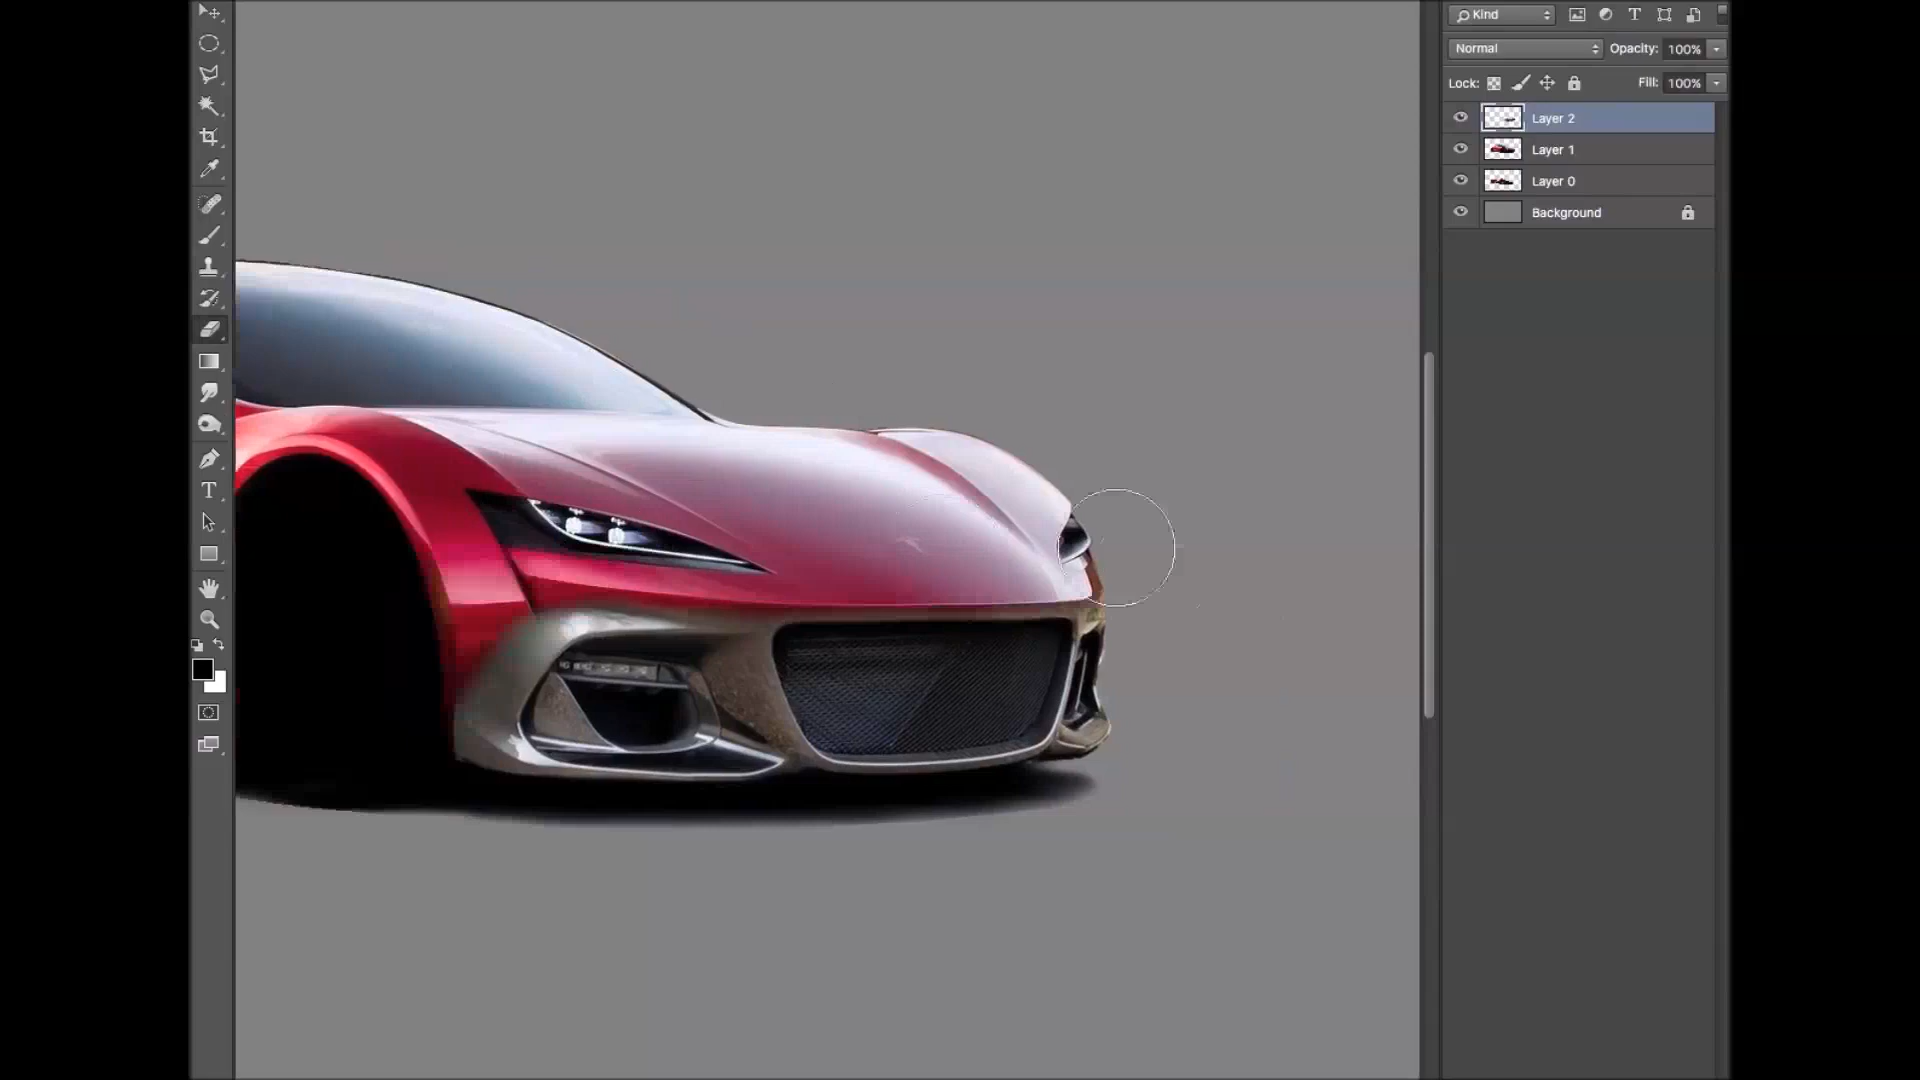 Kind
Normal
Opacity: 100%
Lock:
Fill: 100%
Layer 2
Layer 1
Layer 0
Background